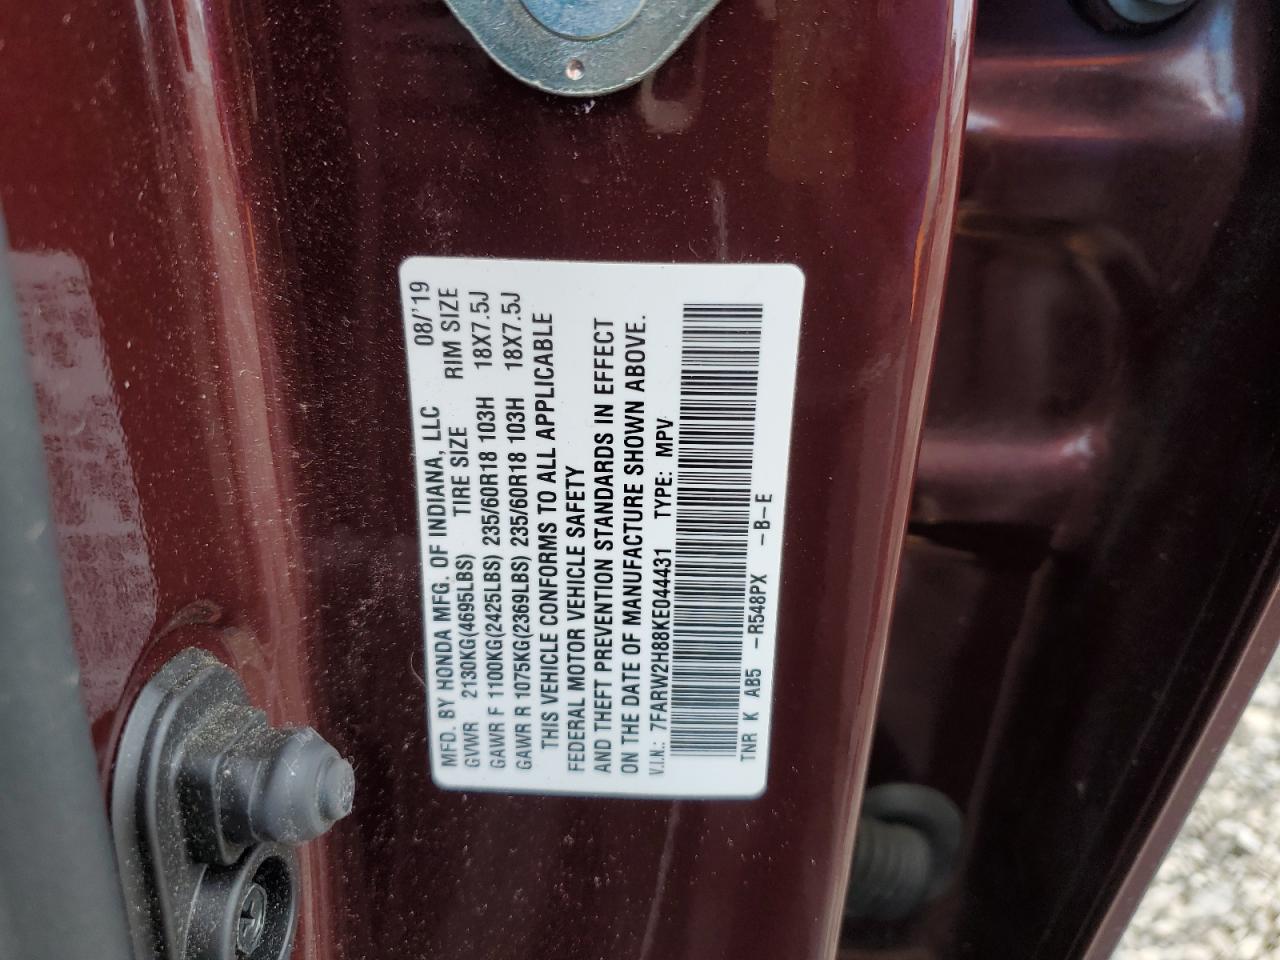 MFD. BY HONDA MFG. OF INDIANA, LLC 08/'19
GVWR 2130KG(4695LBS) TIRE SIZE RIM SIZE
GAWR F 1100KG(2425LBS) 235/60R18 103H 18X7.5J
GAWR R 1075KG(2369LBS) 235/60R18 103H 18X7.5J
THIS VEHICLE CONFORMS TO ALL APPLICABLE
FEDERAL MOTOR VEHICLE SAFETY
AND THEFT PREVENTION STANDARDS IN EFFECT
ON THE DATE OF MANUFACTURE SHOWN ABOVE.
V.I.N.: 7FARW2H88KE044431 TYPE: MPV
TNR K AB5 -R548PX -B-E